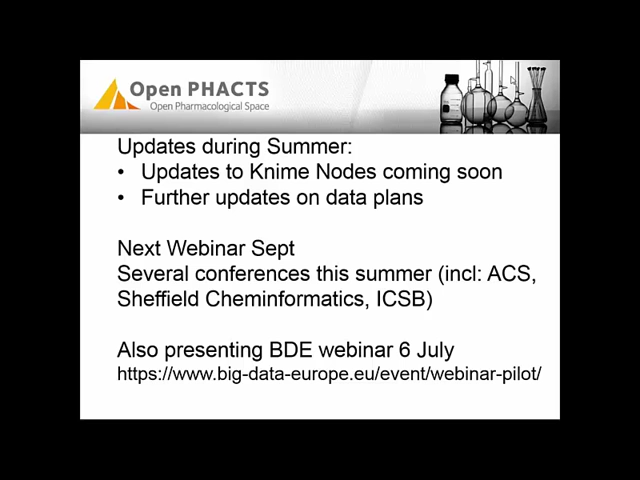 Open PHACTS
Open Pharmacological Space
Updates during Summer:
• Updates to Knime Nodes coming soon
• Further updates on data plans
Next Webinar Sept
Several conferences this summer (incl: ACS,
Sheffield Cheminformatics, ICSB)
Also presenting BDE webinar 6 July
https://www.big-data-europe.eu/event/webinar-pilot/